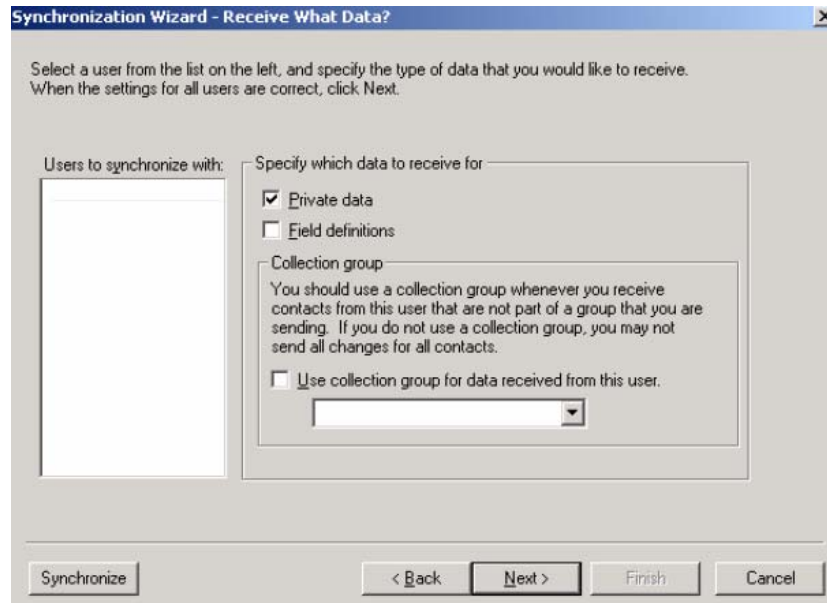 Synchronization Wizard - Receive What Data?
Select a user from the list on the left, and specify the type of data that you would like to receive.
When the settings for all users are correct, click Next.
Users to synchronize with:
Specify which data to receive for
Private data
Field definitions
Collection group
You should use a collection group whenever you receive
contacts from this user that are not part of a group that you are
sending. If you do not use a collection group, you may not
send all changes for all contacts.
Use collection group for data received from this user.
Synchronize
< Back
Next >
Finish
Cancel